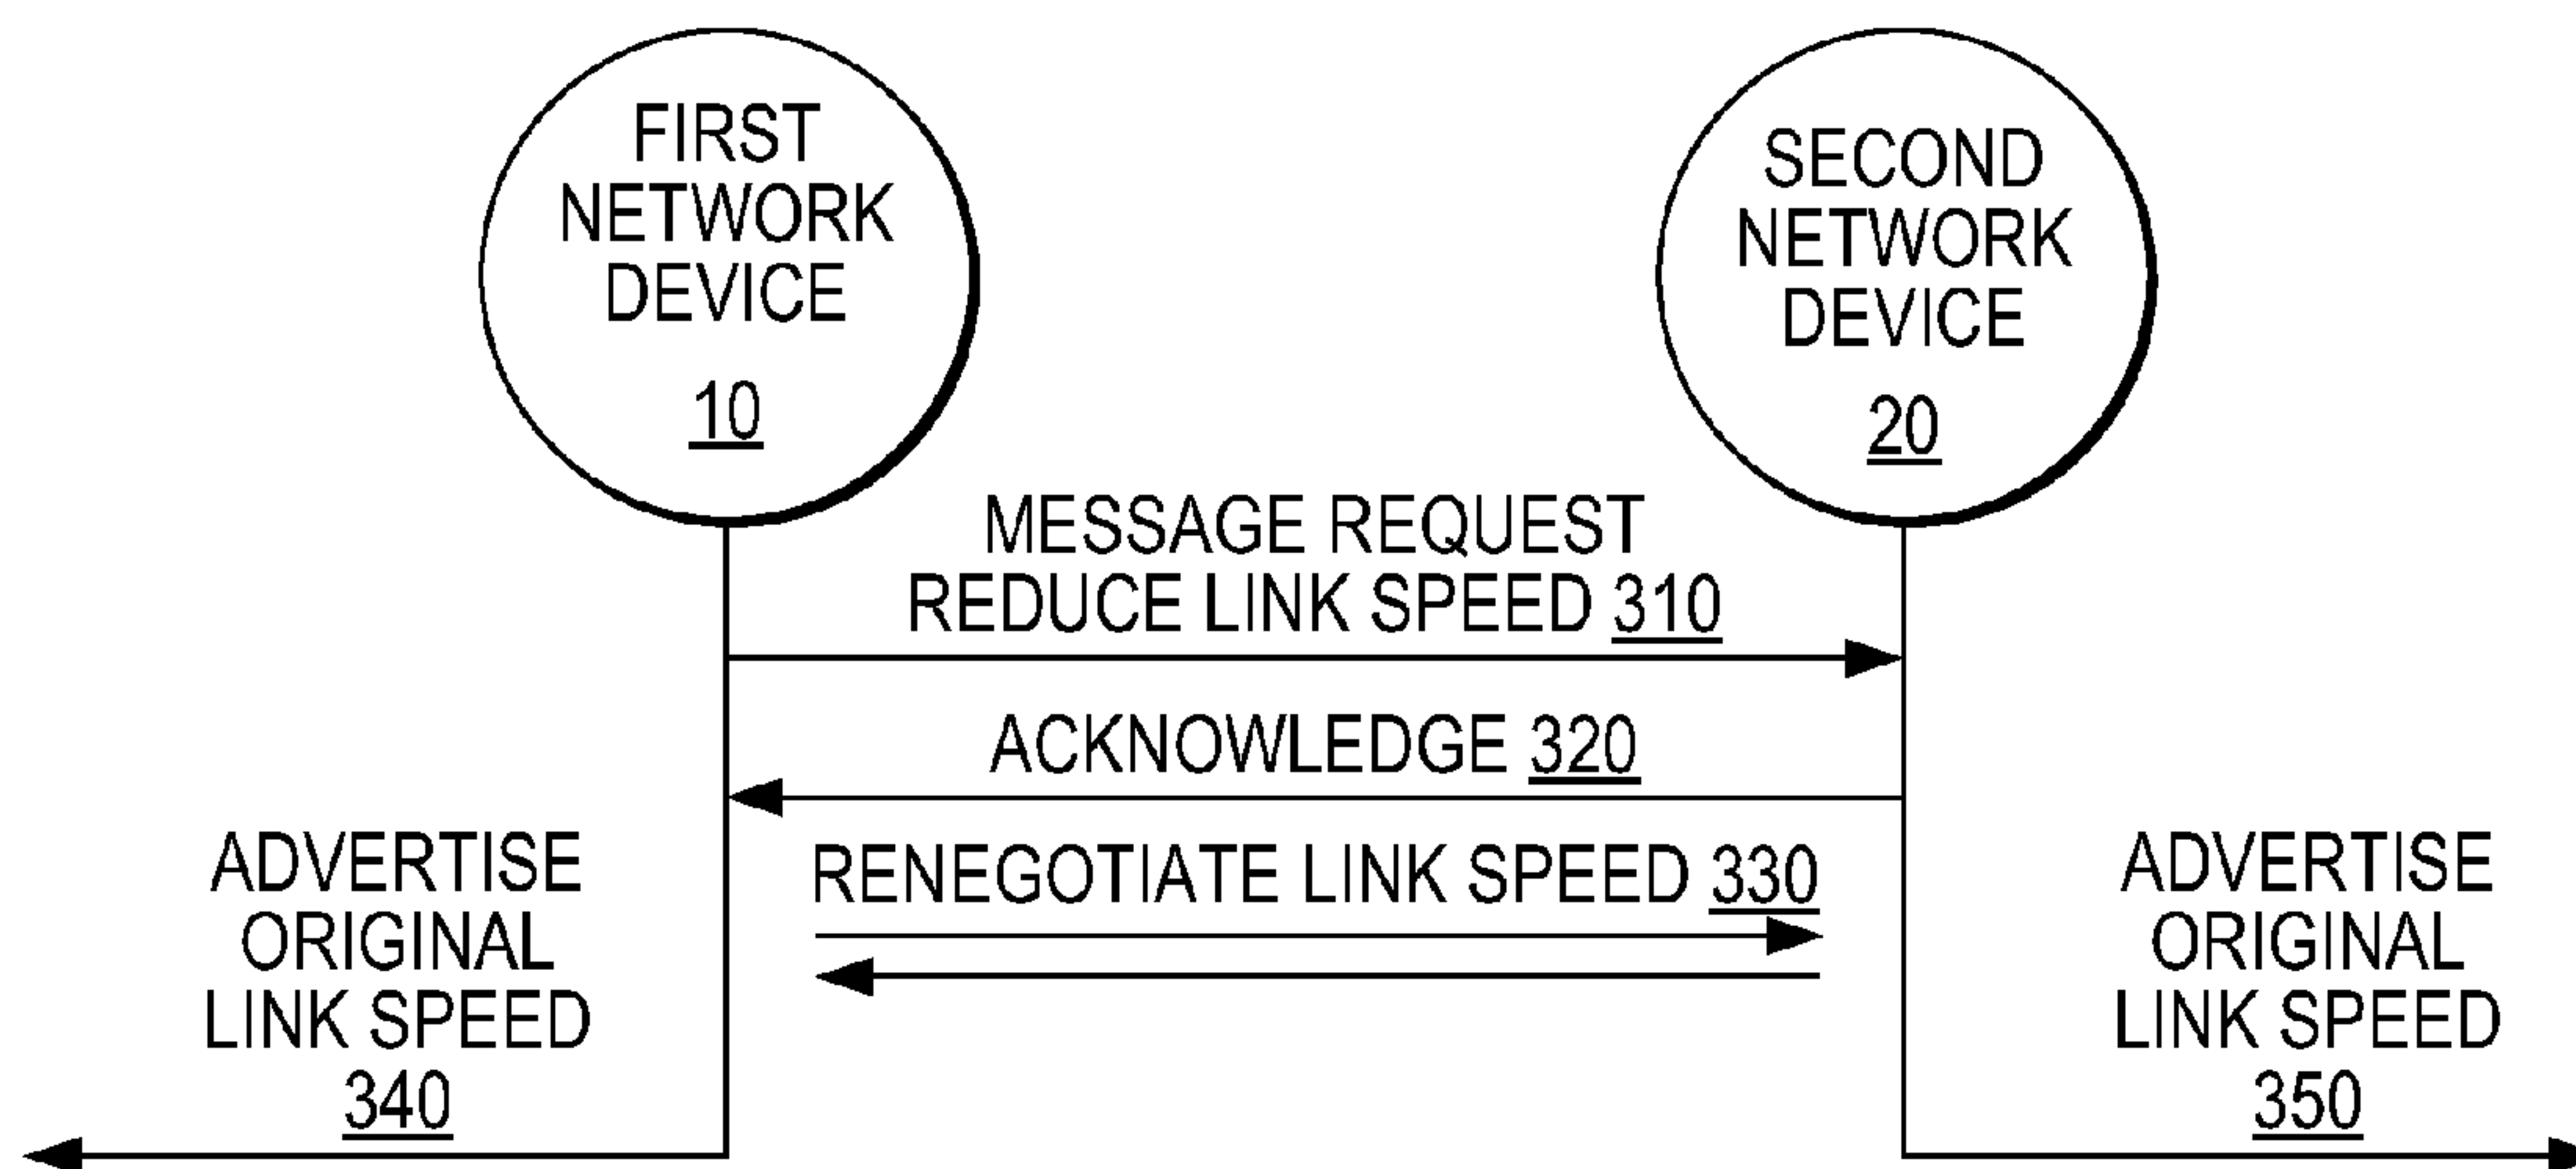 FIRST
NETWORK
DEVICE
10
SECOND
NETWORK
DEVICE
20
MESSAGE REQUEST
REDUCE LINK SPEED 310
ACKNOWLEDGE 320
RENEGOTIATE LINK SPEED 330
ADVERTISE
ORIGINAL
LINK SPEED
340
ADVERTISE
ORIGINAL
LINK SPEED
350